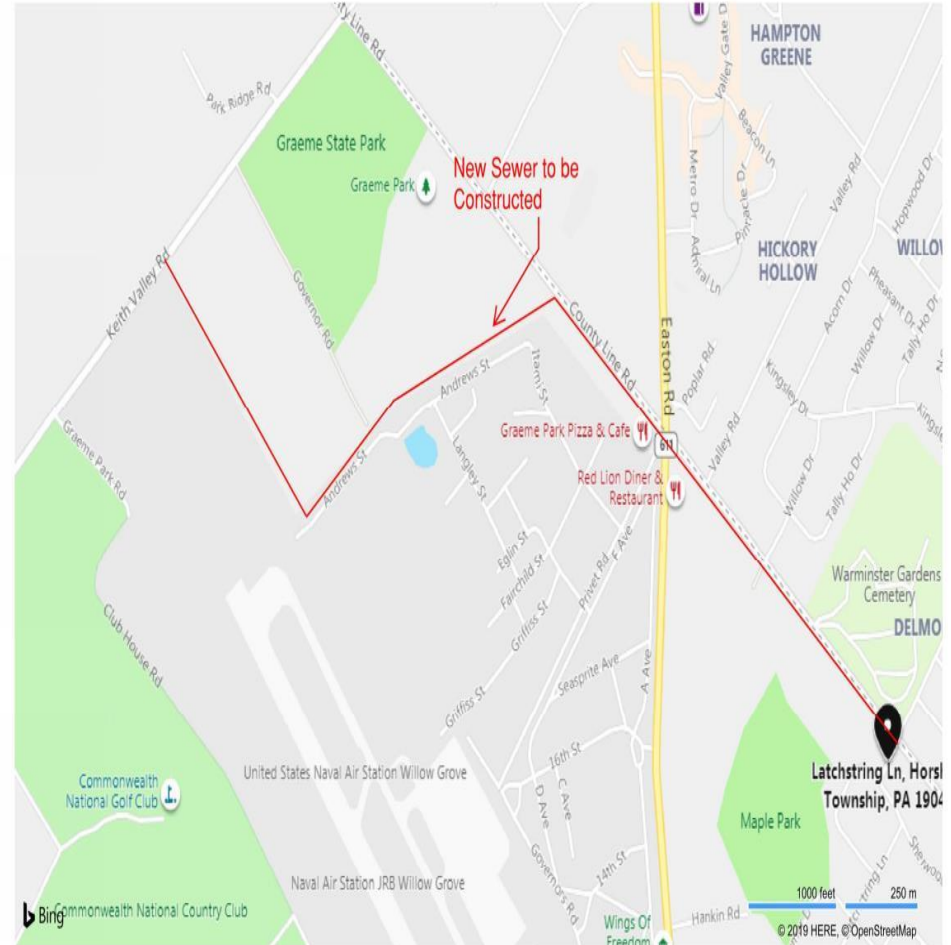 ty Line Rd
County Line Rd
Park Ridge Rd
Graeme State Park
Graeme Park
New Sewer to be
Constructed
HAMPTON
GREENE
Valley Gate D
Beacon Ln
Metro Dr
Pinnacle Dr
Admiral Ln
Valley Rd
Hopwood Dr
HICKORY
HOLLOW
WILLO
Keith Valley Rd
Governor Rd
Acorn Dr
Pheasant Dr
Willow Dr
Tally Ho Dr
Easton Rd
Poplar Rd
Kingsley Dr
Kings
Andrews St
Graeme Park Pizza & Cafe
611
Red Lion Diner &
Restaurant
Valley Rd
Willow Dr
Tally Ho Dr
Graeme Park Rd
Andrews St
Langley St
Eglin St
Fairchild St
Griffiss St
Privet Rd
F Ave
Warminster Gardens
Cemetery
DELMO
Club House Rd
Griffiss St
Seasprite Ave
A Ave
16th St
C Ave
D Ave
14th St
Governors Rd
United States Naval Air Station Willow Grove
Commonwealth
National Golf Club
Latchstring Ln, Horsl
Township, PA 1904
Maple Park
Naval Air Station JRB Willow Grove
Bing
Commonwealth National Country Club
Wings Of
Freedom
Hankin Rd
1000 feet
250 m
© 2019 HERE, © OpenStreetMap